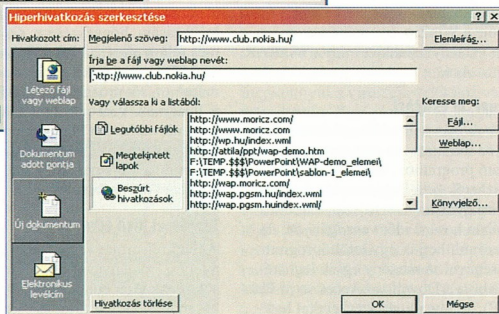 Hiperhivatkozás szerkesztése
Hivatkozott cím:
Megjelenő szöveg: http://www.club.nokia.hu/
Elemleírás...
Írja be a fájl vagy weblap nevét:
http://www.club.nokia.hu/
Létező fájl
vagy weblap
Vagy válassza ki a listából:
Keresse meg:
Legutóbbi fájlok
Megtekintett
lapok
Beszúrt
hivatkozások
http://www.moricz.com/
http://www.moricz.com
http://wp.hu/index.wml
http://attila/ppt/wap-demo.htm
F:\TEMP.$$$\PowerPoint\WAP-demo_elemei\
F:\TEMP.$$$\PowerPoint\sablon-1_elemei\
http://wap.moricz.com/
http://wap.pgsm.hu/index.wml
http://wap.pgsm.huindex.wml/
Fájl...
Weblap...
Könyvjelző...
Dokumentum
adott pontja
Új dokumentum
Elektronikus
levélcím
Hivatkozás törlése
OK
Mégse